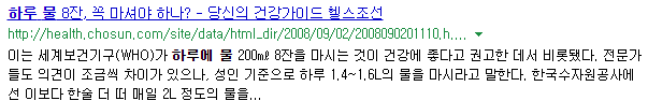 하루 물 8잔, 꼭 마셔야 하나? - 당신의 건강가이드 헬스조선
http://health.chosun.com/site/data/html_dir/2008/09/02/2008090201110.h,...
이는 세계보건기구(WHO)가 하루에 물 200㎖ 8잔을 마시는 것이 건강에 좋다고 권고한 데서 비롯됐다. 전문가
들도 의견이 조금씩 차이가 있으나, 성인 기준으로 하루 1.4~1.6L의 물을 마시라고 말한다. 한국수자원공사에
선 이보다 한술 더 떠 매일 2L 정도의 물을...